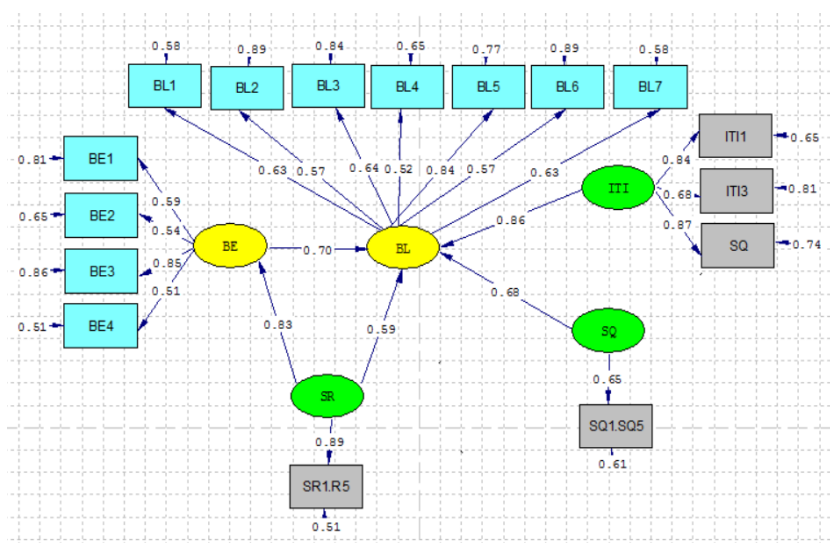 0.58 0.89 0.84 0.65 0.77 0.89 0.58
BL1 BL2 BL3 BL4 BL5 BL6 BL7
ITI1 0.65
0.81 BE1
0.63 0.57 0.64 0.52 0.84 0.57 0.63 0.84
ITI
0.68 ITI3 0.81
0.59
0.65 BE2
0.54
0.86
0.87
BE BL
0.70
SQ 0.74
0.86 BE3
0.85
0.51 BE4
0.51
0.68
0.83 0.59
SQ
0.65
SR
SQ1.SQ5
0.89
0.61
SR1.R5
0.51